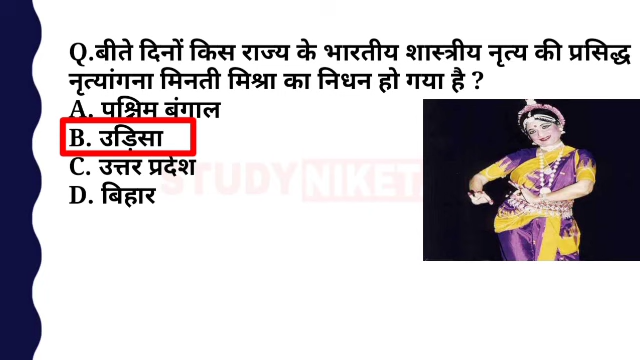 Q.बीते दिनों किस राज्य के भारतीय शास्त्रीय नृत्य की प्रसिद्ध
नृत्यांगना मिनती मिश्रा का निधन हो गया है ?
A. पश्चिम बंगाल
B. उड़िसा
C. उत्तर प्रदेश
D. बिहार
STUDY NIKET